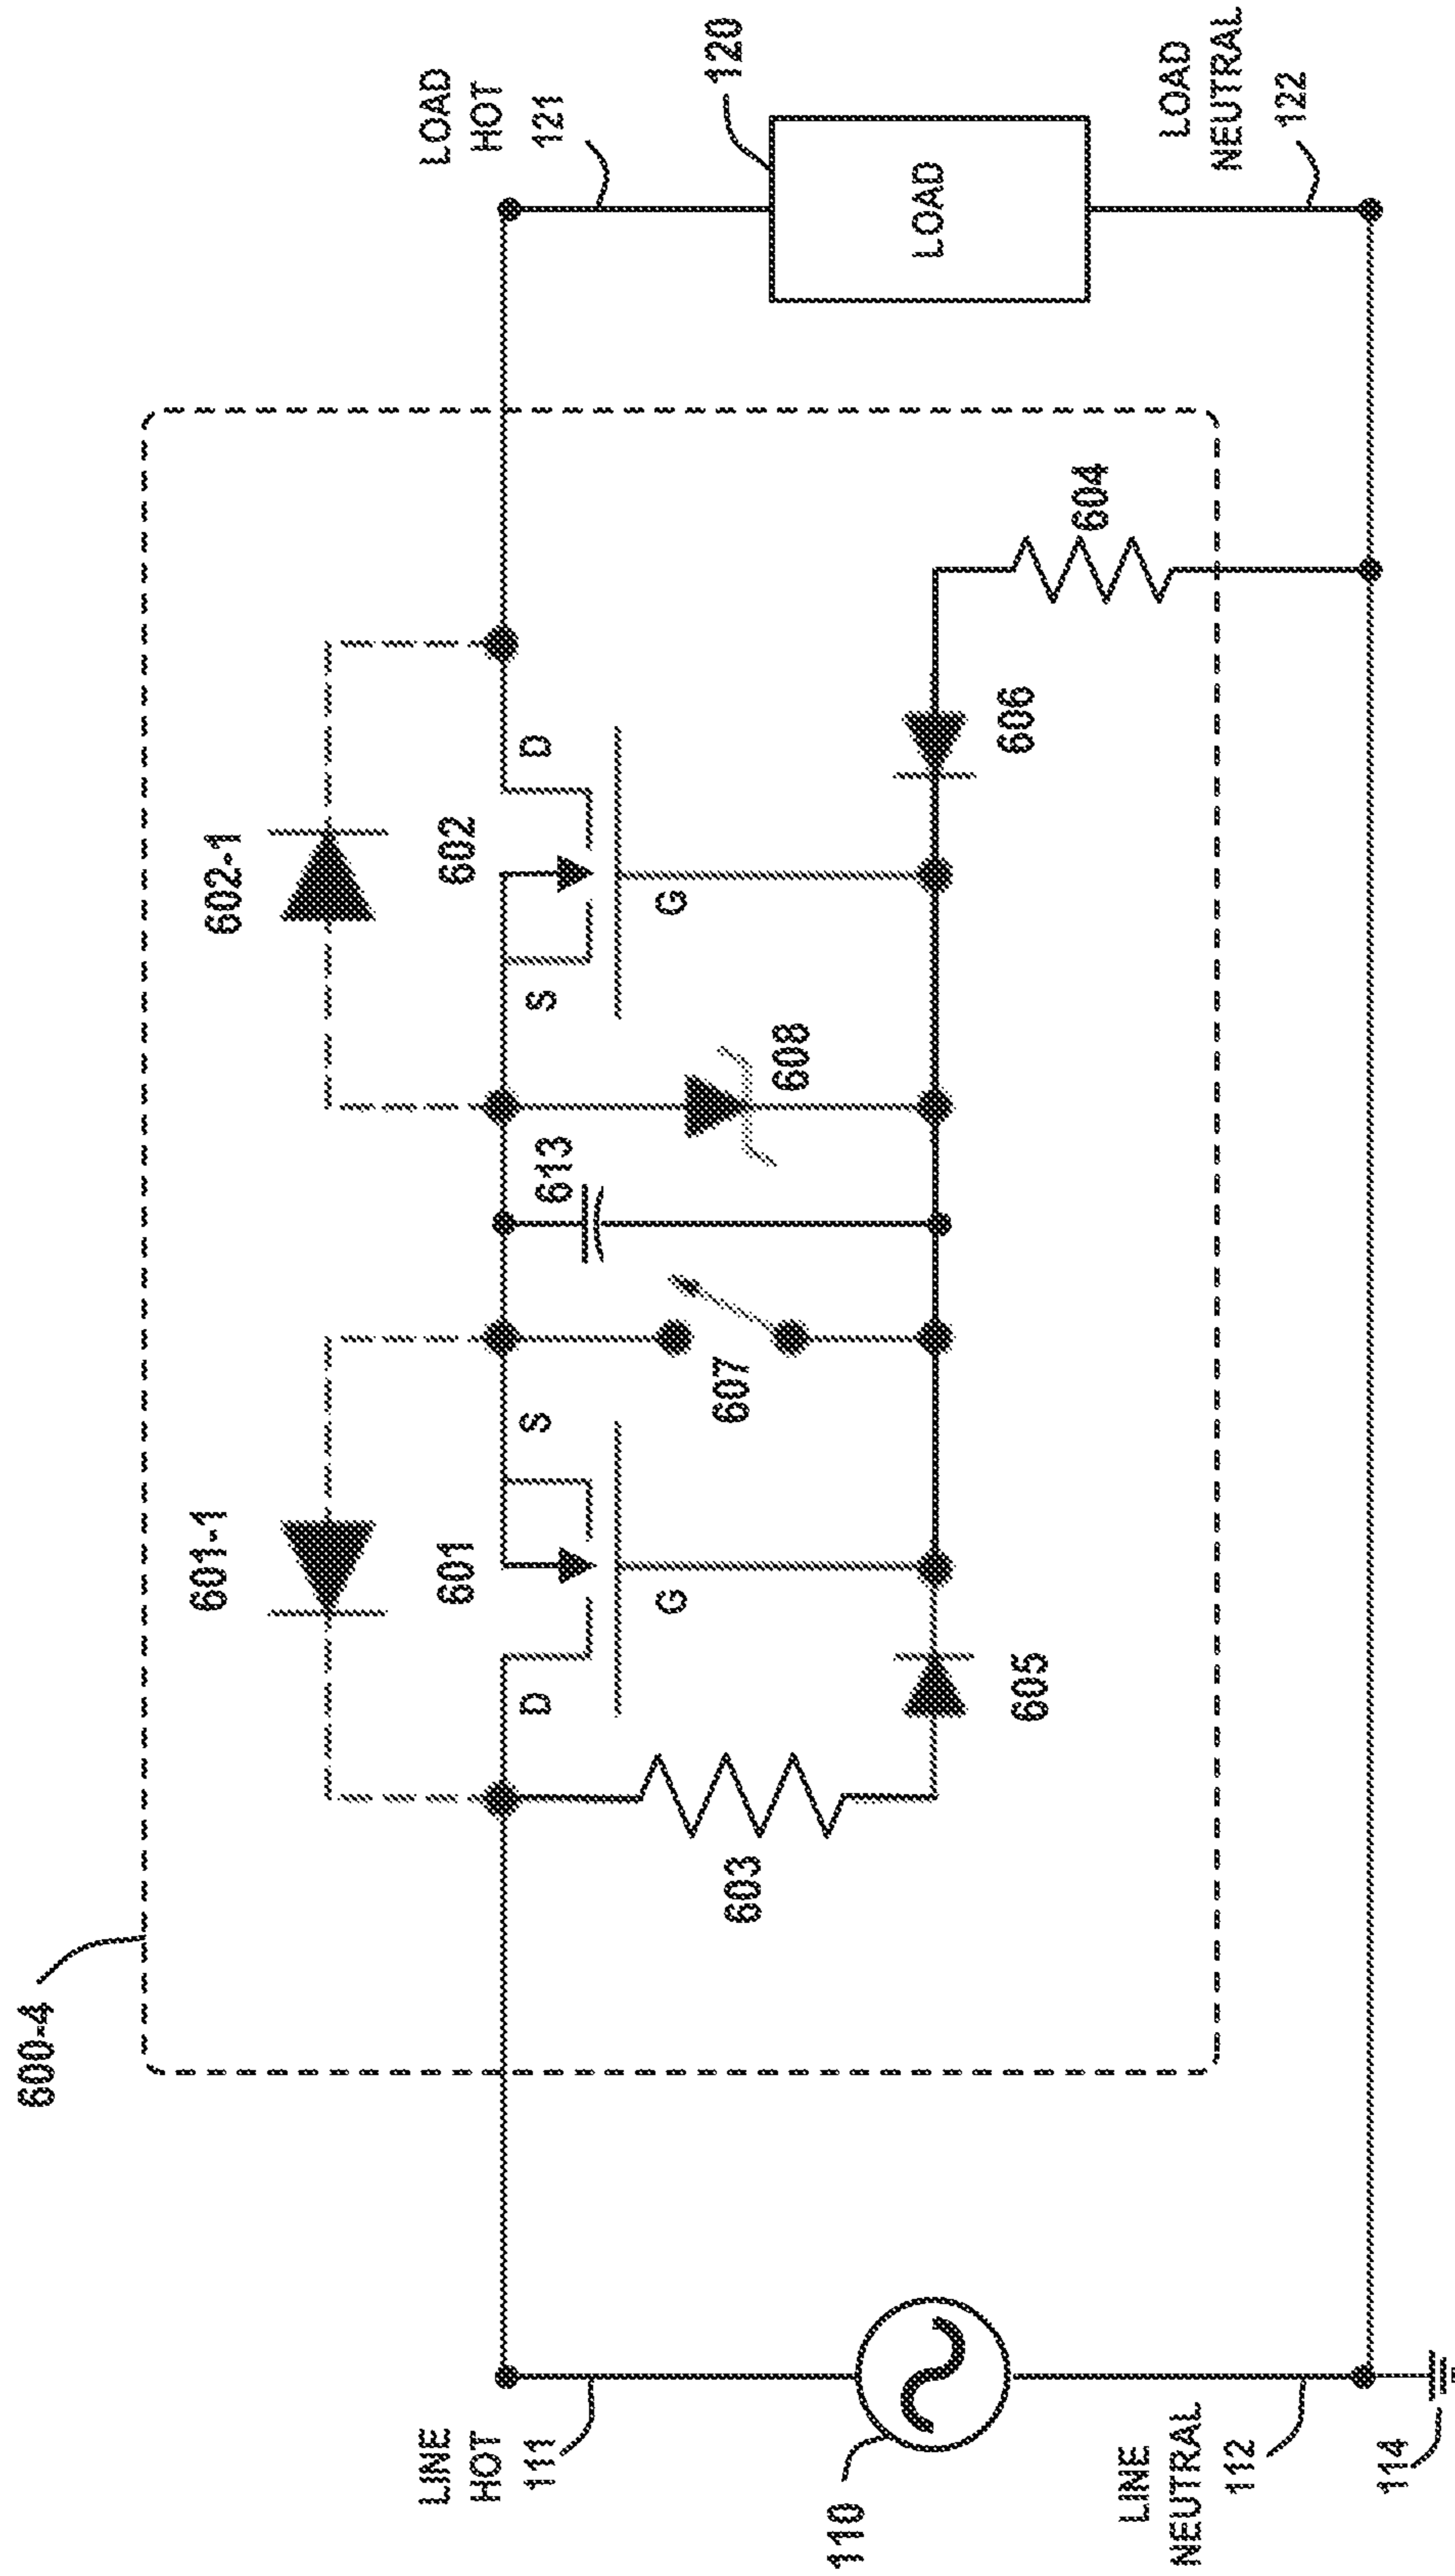 600-4
601-1
602-1
LINE
HOT
111
601
602
LOAD
HOT
121
D
S
S
D
613
G
G
603
607
608
120
110
LOAD
605
606
604
LINE
NEUTRAL
112
LOAD
NEUTRAL
122
114